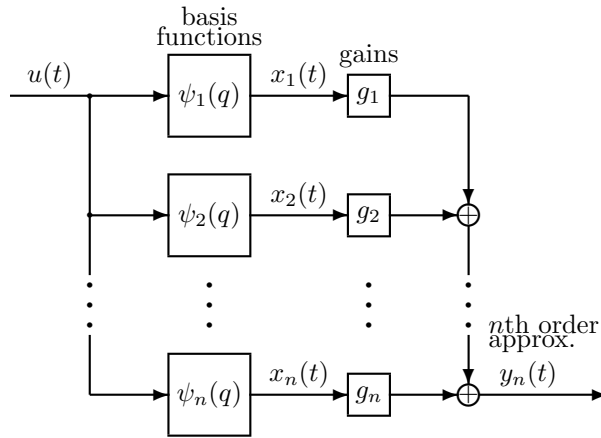 basis
functions
gains
u(t)
ψ₁(q)
x₁(t)
g₁
ψ₂(q)
x₂(t)
g₂
nth order
approx.
ψₙ(q)
xₙ(t)
gₙ
yₙ(t)